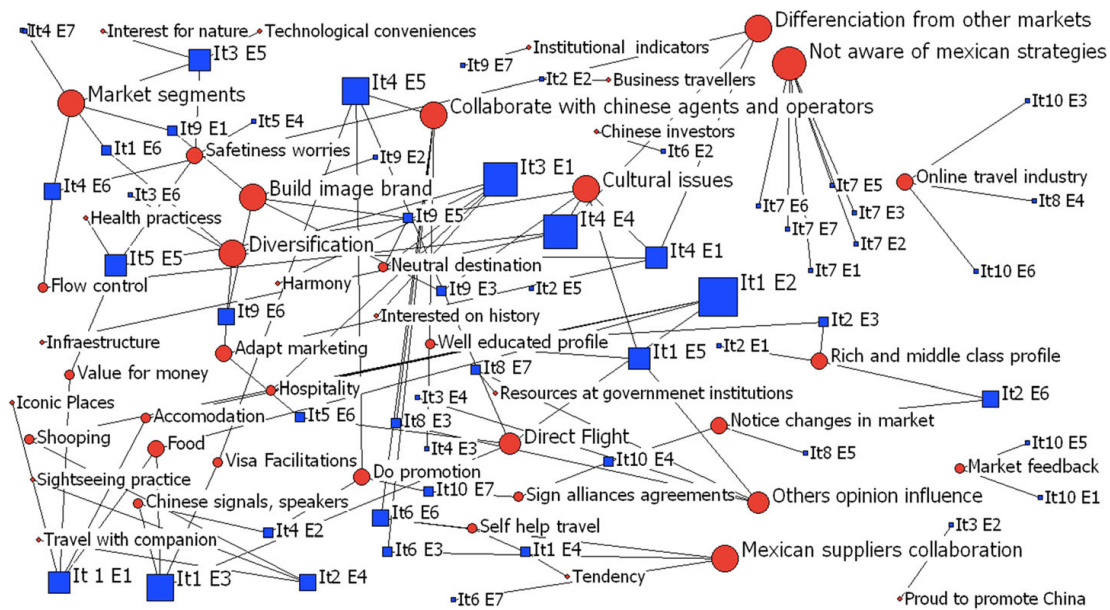 Differenciation from other markets
It4 E7
Interest for nature
Technological conveniences
Institutional indicators
Not aware of mexican strategies
It3 E5
It9 E7
It2 E2
Business travellers
It4 E5
Market segments
Collaborate with chinese agents and operators
It10 E3
It5 E4
It9 E1
Chinese investors
It1 E6
Safetiness worries
It9 E2
It6 E2
It3 E1
Online travel industry
It4 E6
It3 E6
Build image brand
Cultural issues
It7 E5
It8 E4
It7 E6
It7 E3
Health practicess
It9 E5
It4 E4
It7 E7
It7 E2
Diversification
It4 E1
It5 E5
Neutral destination
It7 E1
It10 E6
Flow control
Harmony
It9 E3
It2 E5
It1 E2
It9 E6
Interested on history
It2 E3
Infrastructure
Adapt marketing
Well educated profile
It2 E1
It1 E5
Rich and middle class profile
Value for money
It8 E7
Hospitality
Resources at governmenet institutions
It2 E6
Iconic Places
Accomodation
It5 E6
It3 E4
It8 E3
Notice changes in market
Shooping
Food
Direct Flight
It4 E3
It8 E5
It10 E5
Visa Facilitations
It10 E4
Market feedback
Sightseeing practice
Do promotion
It10 E7
Sign alliances agreements
Others opinion influence
It10 E1
Chinese signals, speakers
It6 E6
Self help travel
It3 E2
It4 E2
Travel with companion
It6 E3
It1 E4
Mexican suppliers collaboration
It 1 E1
It1 E3
It2 E4
Tendency
It6 E7
Proud to promote China